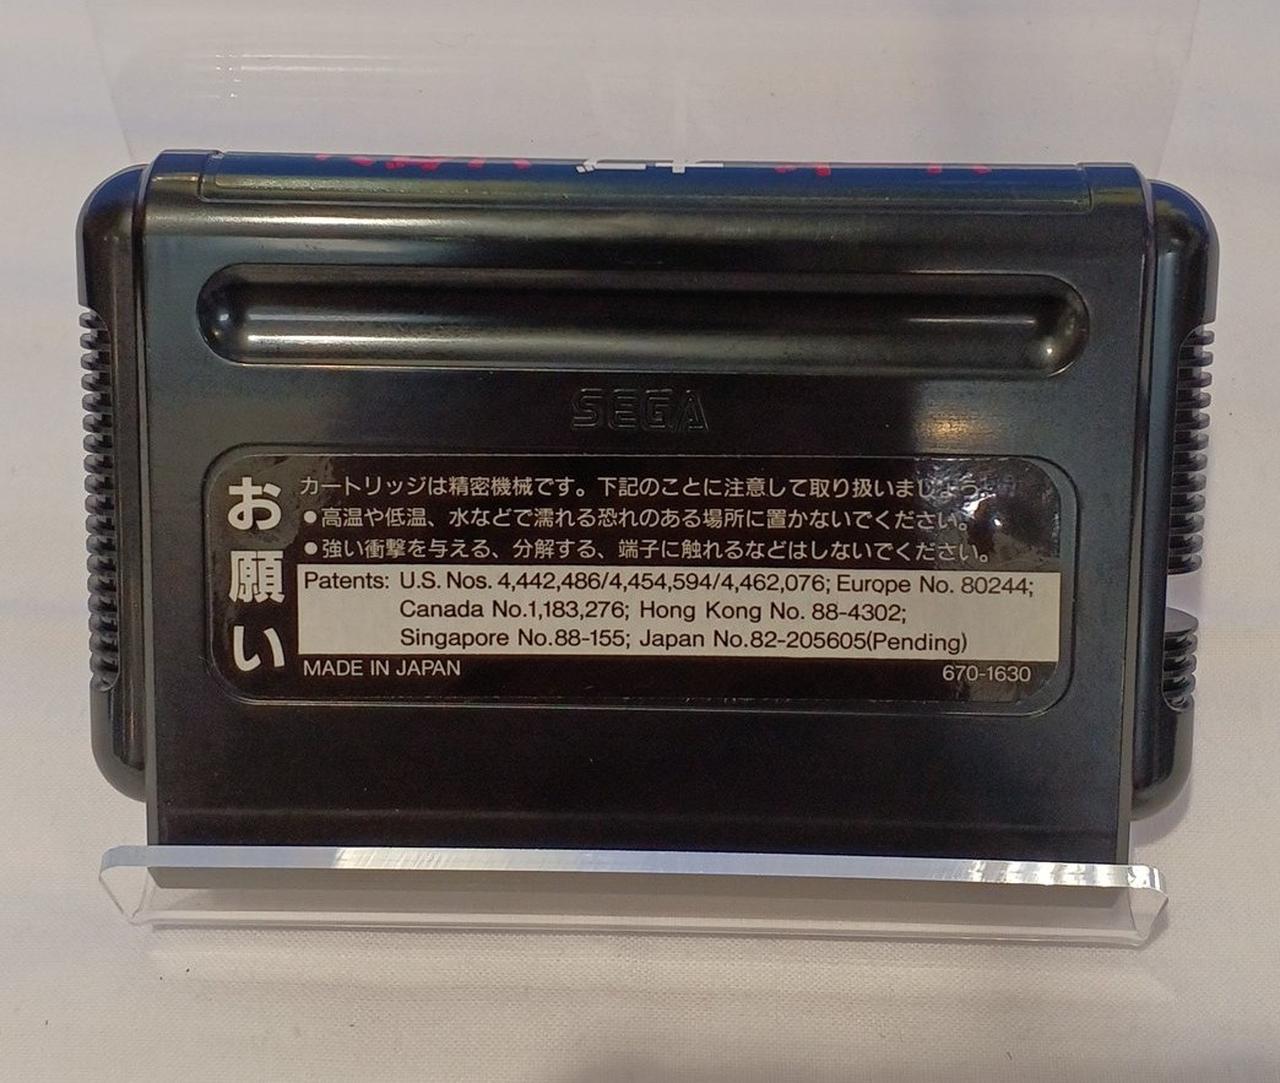 SEGA
お願い
カートリッジは精密機械です。下記のことに注意して取り扱いましょう。
●高温や低温、水などで濡れる恐れのある場所に置かないでください。
●強い衝撃を与える、分解する、端子に触れるなどはしないでください。
Patents: U.S. Nos. 4,442,486/4,454,594/4,462,076; Europe No. 80244;
Canada No.1,183,276; Hong Kong No. 88-4302;
Singapore No.88-155; Japan No.82-205605(Pending)
MADE IN JAPAN
670-1630